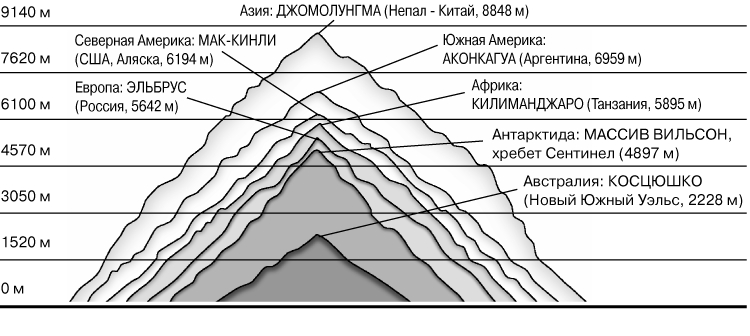 9140 м
Азия: ДЖОМОЛУНГМА (Непал - Китай, 8848 м)
Северная Америка: МАК-КИНЛИ
(США, Аляска, 6194 м)
Южная Америка:
АКОНКАГУА (Аргентина, 6959 м)
7620 м
Европа: ЭЛЬБРУС
(Россия, 5642 м)
Африка:
КИЛИМАНДЖАРО (Танзания, 5895 м)
6100 м
Антарктида: МАССИВ ВИЛЬСОН,
хребет Сентинел (4897 м)
4570 м
Австралия: КОСЦЮШКО
(Новый Южный Уэльс, 2228 м)
3050 м
1520 м
0 м